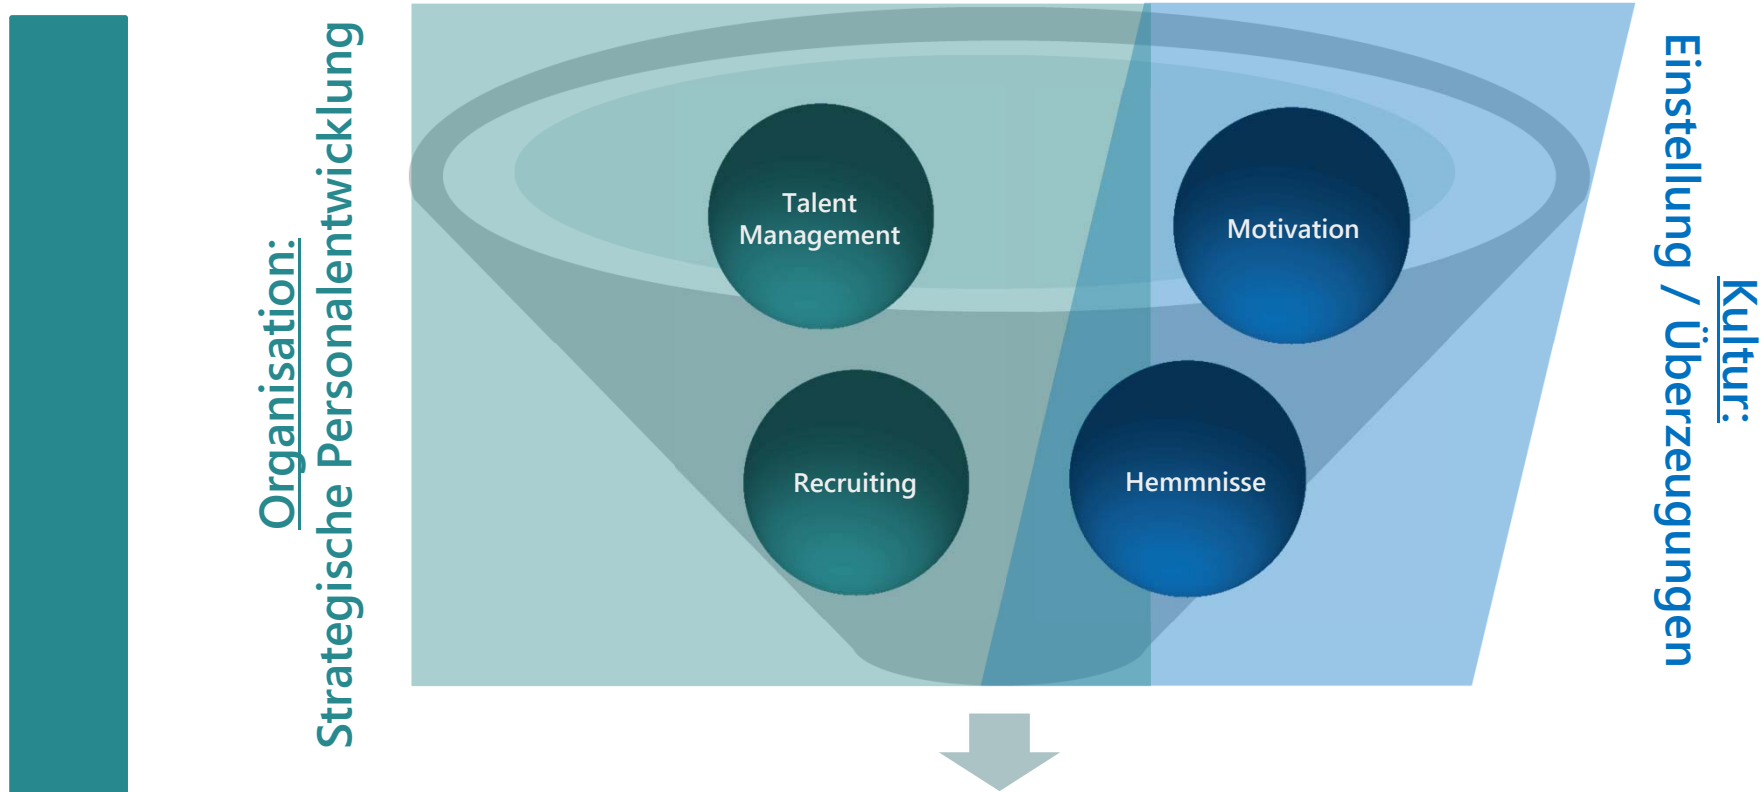 Organisation:
Strategische Personalentwicklung
Talent
Management
Recruiting
Motivation
Hemmnisse
Kultur:
Einstellung / Überzeugungen